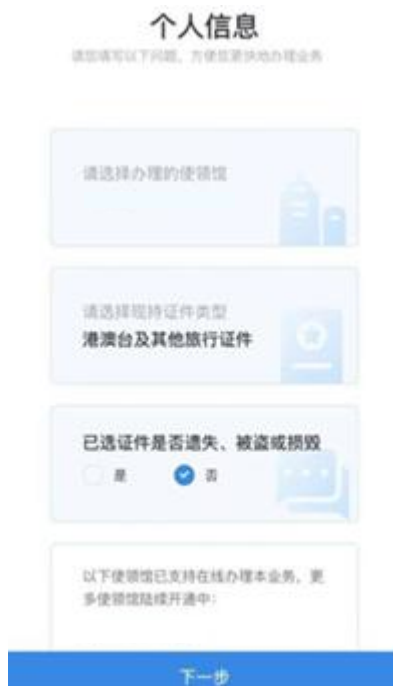 个人信息
请您填写以下问题，方便您更快地办理业务
请选择办理的使领馆
请选择现持证件类型
港澳台及其他旅行证件
已选证件是否遗失、被盗或损毁
是 否
以下使领馆已支持在线办理本业务，更
多使领馆陆续开通中：
下一步